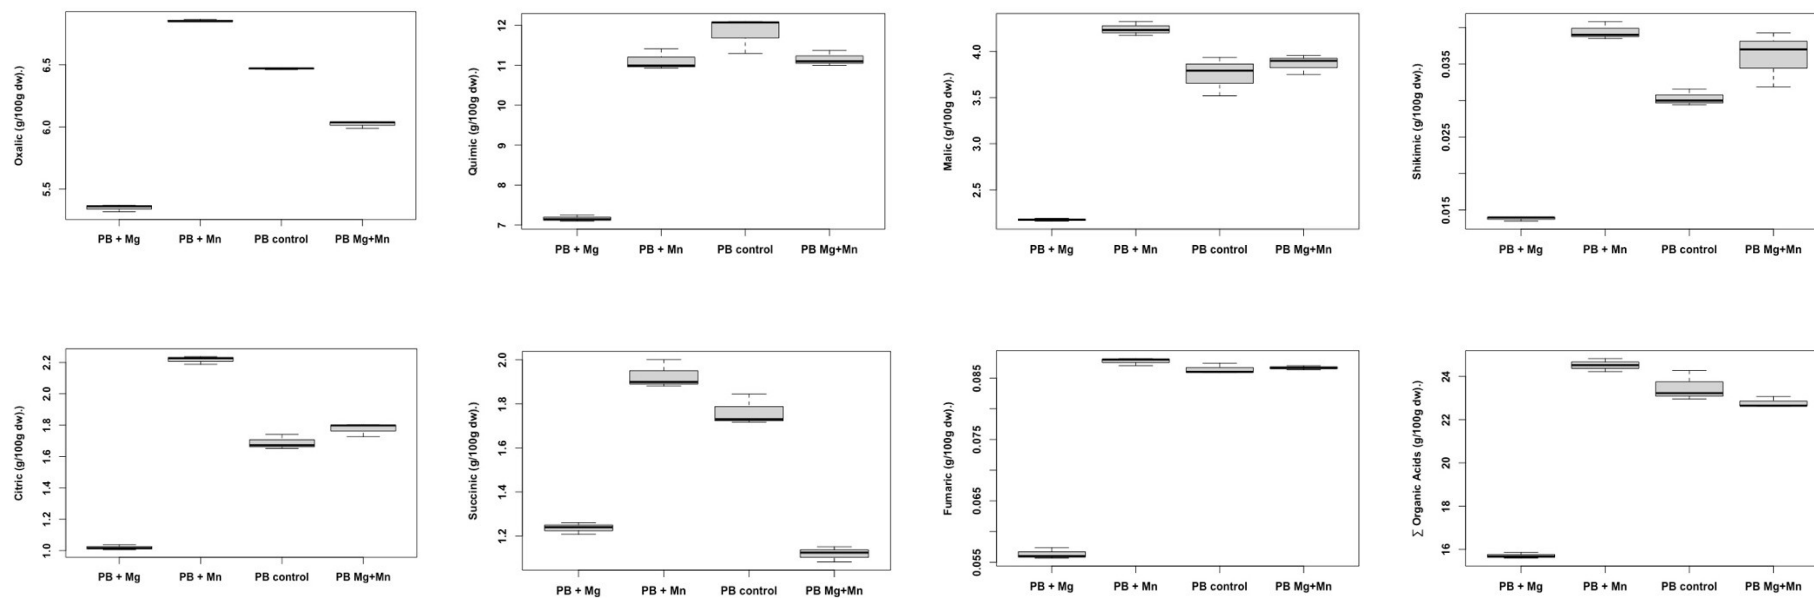 Oxalic (g/100g dw).)
6.5
6.0
5.5
PB + Mg PB + Mn PB control PB Mg+Mn
Quimic (g/100g dw).)
12
11
10
9
8
7
PB + Mg PB + Mn PB control PB Mg+Mn
Malic (g/100g dw).)
4.0
3.5
3.0
2.5
PB + Mg PB + Mn PB control PB Mg+Mn
Shikimic (g/100g dw).)
0.035
0.025
0.015
PB + Mg PB + Mn PB control PB Mg+Mn
Citric (g/100g dw).)
2.2
2.0
1.8
1.6
1.4
1.2
1.0
PB + Mg PB + Mn PB control PB Mg+Mn
Succinic (g/100g dw).)
2.0
1.8
1.6
1.4
1.2
PB + Mg PB + Mn PB control PB Mg+Mn
Fumaric (g/100g dw).)
0.085
0.075
0.065
0.055
PB + Mg PB + Mn PB control PB Mg+Mn
∑ Organic Acids (g/100g dw).)
24
22
20
18
16
PB + Mg PB + Mn PB control PB Mg+Mn